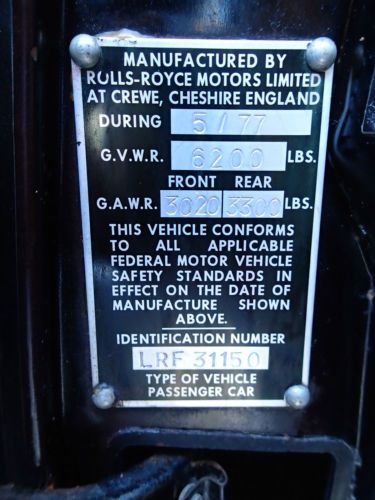 MANUFACTURED BY
ROLLS-ROYCE MOTORS LIMITED
AT CREWE, CHESHIRE ENGLAND
DURING 5/77
G.V.W.R. 6200 LBS.
FRONT REAR
G.A.W.R. 3020 3300 LBS.
THIS VEHICLE CONFORMS
TO ALL APPLICABLE
FEDERAL MOTOR VEHICLE
SAFETY STANDARDS IN
EFFECT ON THE DATE OF
MANUFACTURE SHOWN
ABOVE.
IDENTIFICATION NUMBER
LRF 31150
TYPE OF VEHICLE
PASSENGER CAR